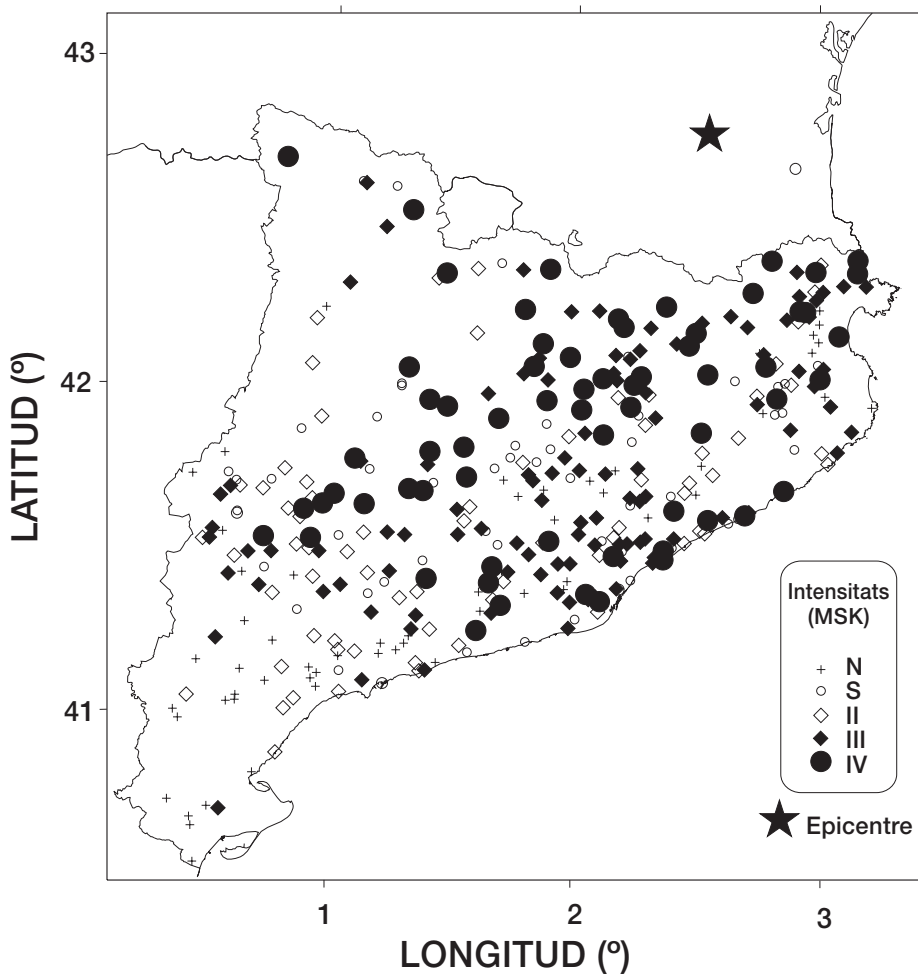 43
42
41
LATITUD (º)
1
2
3
LONGITUD (º)
Intensitats
(MSK)
N
S
II
III
IV
Epicentre